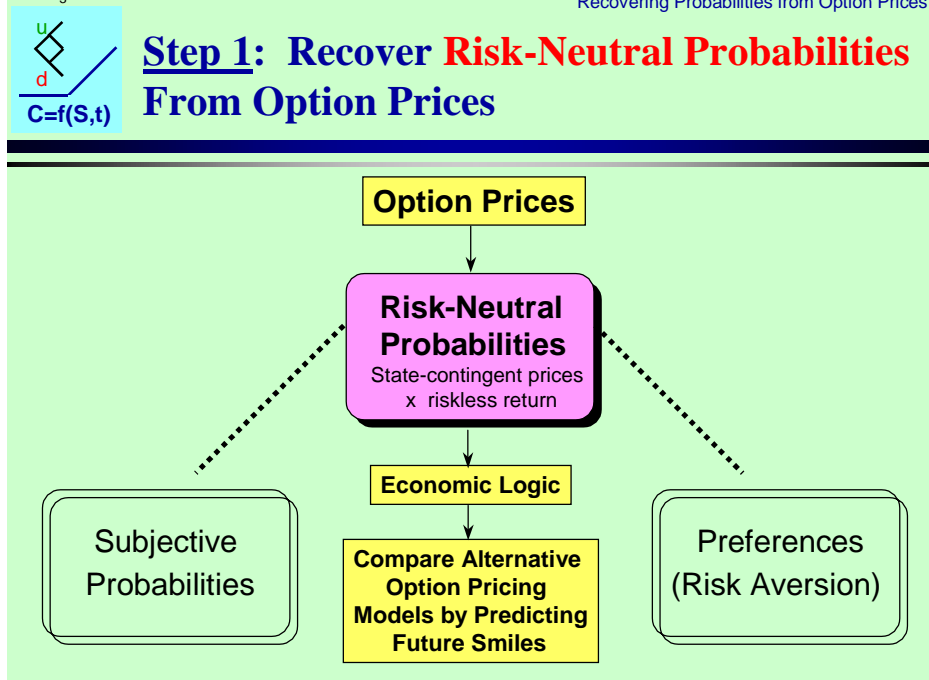 Recovering Probabilities from Option Prices
u
d
C=f(S,t)
Step 1: Recover Risk-Neutral Probabilities
From Option Prices
Option Prices
Risk-Neutral
Probabilities
State-contingent prices
x riskless return
Economic Logic
Subjective
Probabilities
Compare Alternative
Option Pricing
Models by Predicting
Future Smiles
Preferences
(Risk Aversion)